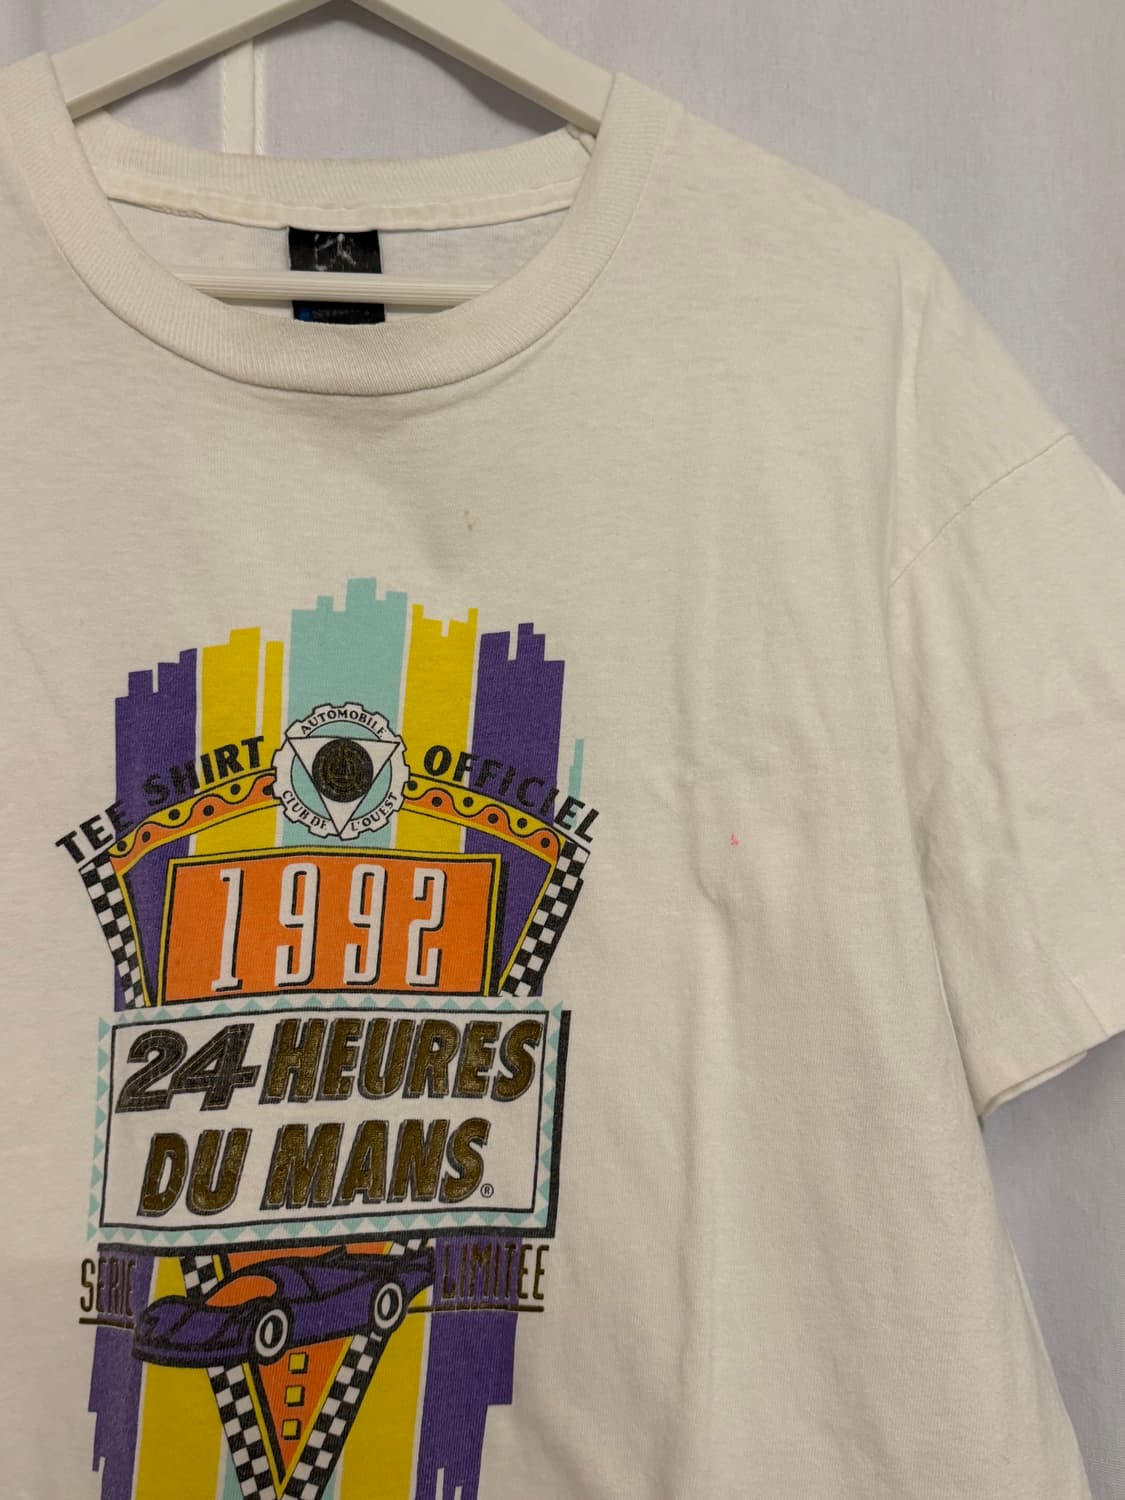 AUTOMOBILE
CLUB DE L'OUEST
TEE SHIRT OFFICIEL
1992
24 HEURES
DU MANS®
SERIE LIMITEE